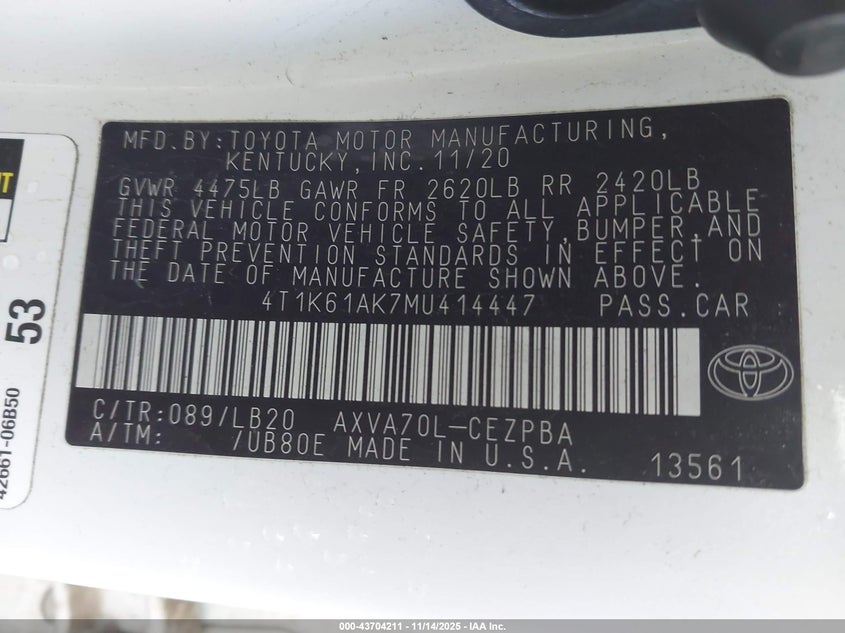 MFD.BY:TOYOTA MOTOR MANUFACTURING,
KENTUCKY, INC. 11/20
GVWR 4475LB GAWR FR 2620LB RR 2420LB
THIS VEHICLE CONFORMS TO ALL APPLICABLE
FEDERAL MOTOR VEHICLE SAFETY,BUMPER,AND
THEFT PREVENTION STANDARDS IN EFFECT ON
THE DATE OF MANUFACTURE SHOWN ABOVE.
4T1K61AK7MU414447 PASS.CAR
C/TR:089/LB20 AXVA70L-CEZPBA
A/TM: /UB80E MADE IN U.S.A. 13561
53
42661-06B50
000-43704211 - 11/14/2025 - IAA Inc.